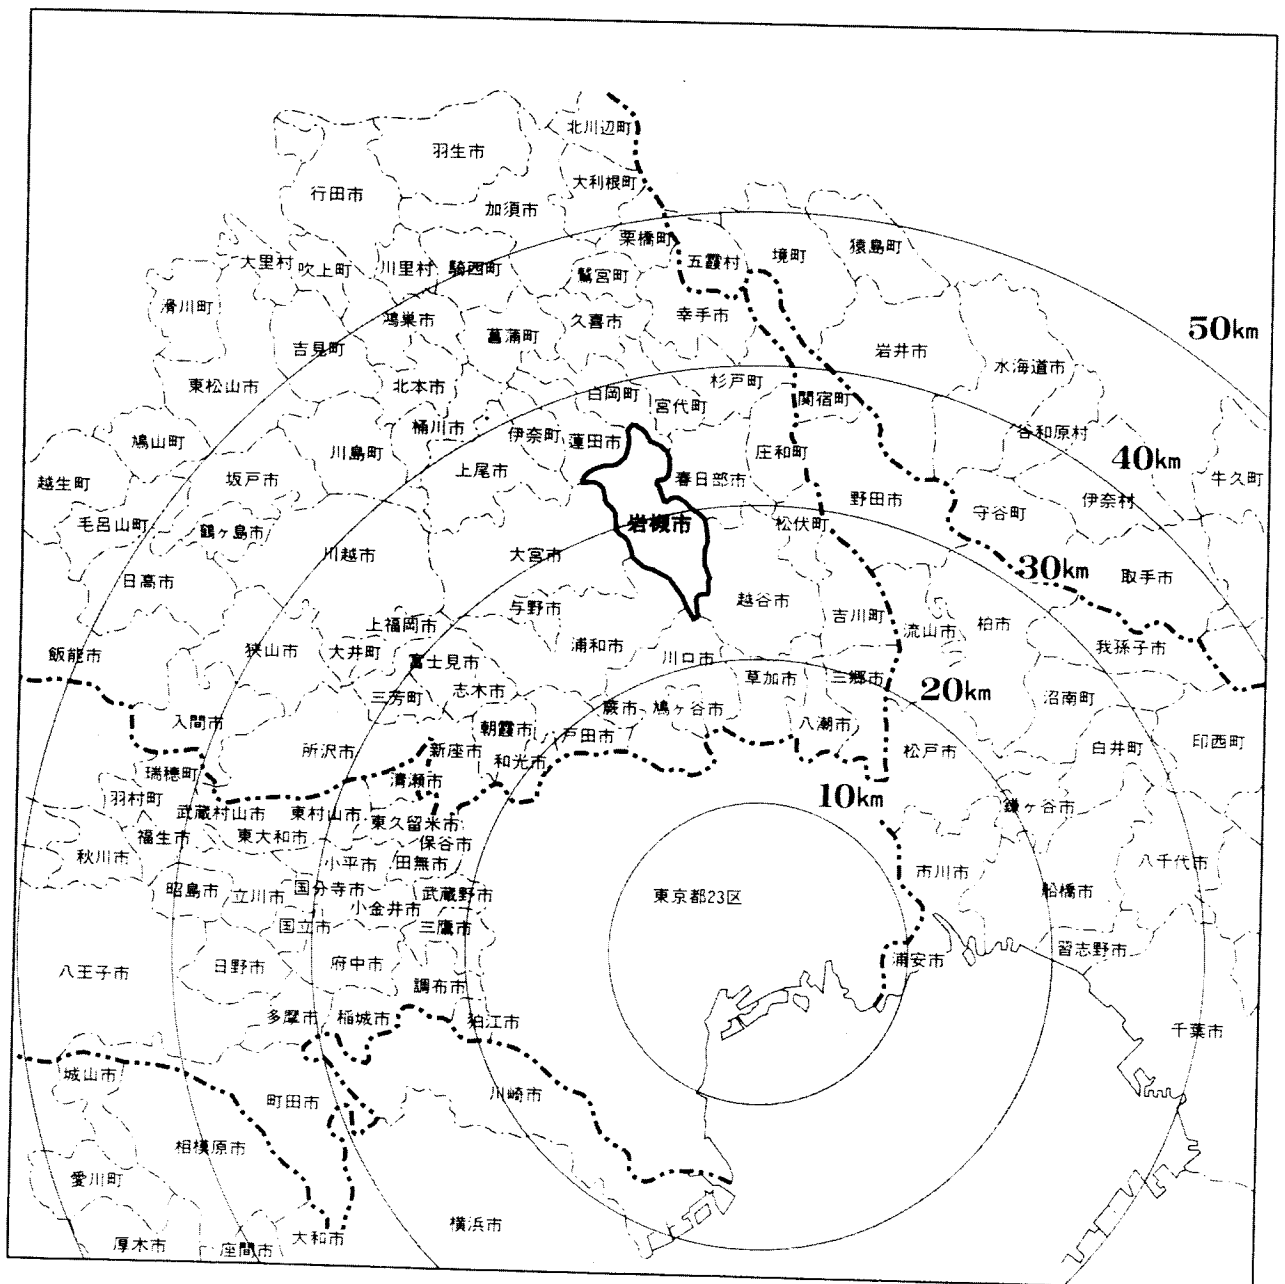 北川辺町
羽生市
大利根町
行田市
加須市
栗橋町
猿島町
五霞村
境町
大里村
吹上町
川里村
騎西町
鷲宮町
滑川町
鴻巣市
久喜市
幸手市
50km
菖蒲町
吉見町
岩井市
水海道市
東松山市
北本市
杉戸町
白岡町
宮代町
関宿町
桶川市
伊奈町
蓮田市
谷和原村
鳩山町
川島町
庄和町
40km
越生町
坂戸市
上尾市
春日部市
牛久町
野田市
伊奈村
毛呂山町
鶴ヶ島市
岩槻市
松伏町
守谷町
川越市
大宮市
30km
日高市
取手市
与野市
越谷市
吉川町
上福岡市
流山市
柏市
飯能市
狭山市
大井町
富士見市
浦和市
川口市
我孫子市
三芳町
志木市
草加市
三郷市
20km
沼南町
入間市
朝霞市
蕨市
鳩ヶ谷市
八潮市
所沢市
新座市
和光市
戸田市
松戸市
白井町
印西町
瑞穂町
清瀬市
羽村町
10km
武蔵村山市
東村山市
東久留米市
鎌ヶ谷市
福生市
東大和市
保谷市
秋川市
小平市
田無市
市川市
八千代市
昭島市
立川市
国分寺市
武蔵野市
東京都23区
船橋市
小金井市
国立市
三鷹市
八王子市
日野市
府中市
浦安市
習志野市
調布市
多摩市
稲城市
狛江市
千葉市
城山市
町田市
川崎市
相模原市
愛川町
横浜市
厚木市
座間市
大和市